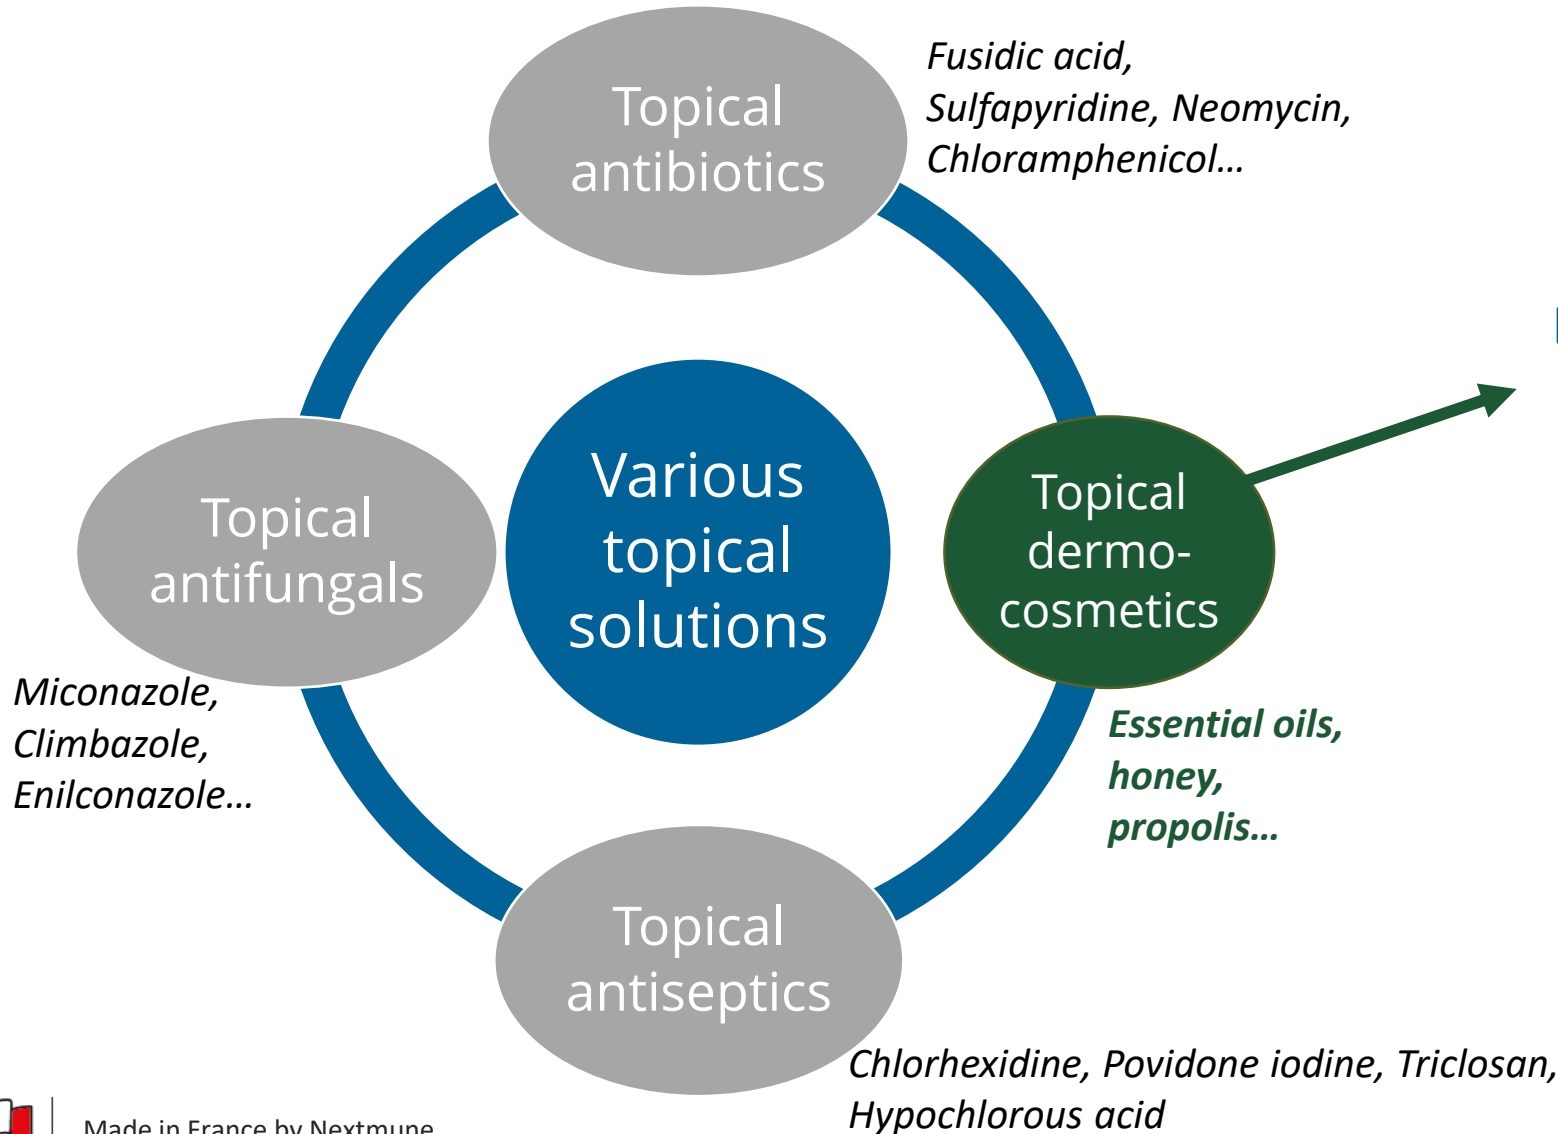 Topical
antibiotics
Fusidic acid,
Sulfapyridine, Neomycin,
Chloramphenicol…
Various
topical
solutions
Topical
dermo-
cosmetics
Topical
antifungals
Miconazole,
Climbazole,
Enilconazole…
Essential oils,
honey,
propolis…
Topical
antiseptics
Chlorhexidine, Povidone iodine, Triclosan,
Hypochlorous acid
Made in France by Nextmune